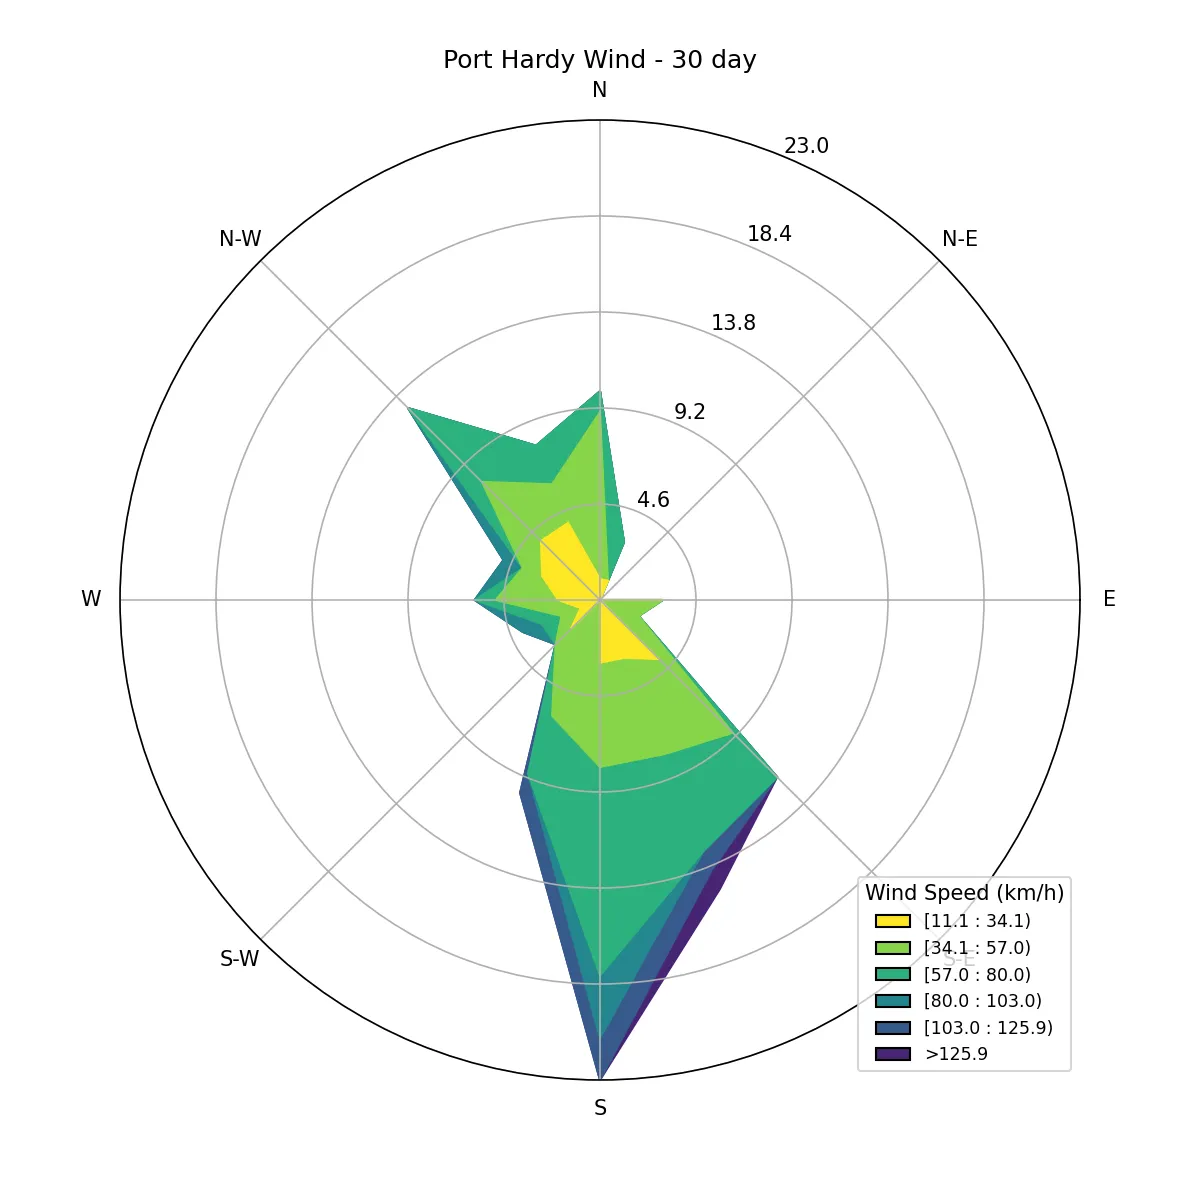 Port Hardy Wind - 30 day
N
23.0
N-W
N-E
18.4
13.8
9.2
4.6
W
E
S-W
S-E
S
Wind Speed (km/h)
[11.1 : 34.1)
[34.1 : 57.0)
[57.0 : 80.0)
[80.0 : 103.0)
[103.0 : 125.9)
>125.9